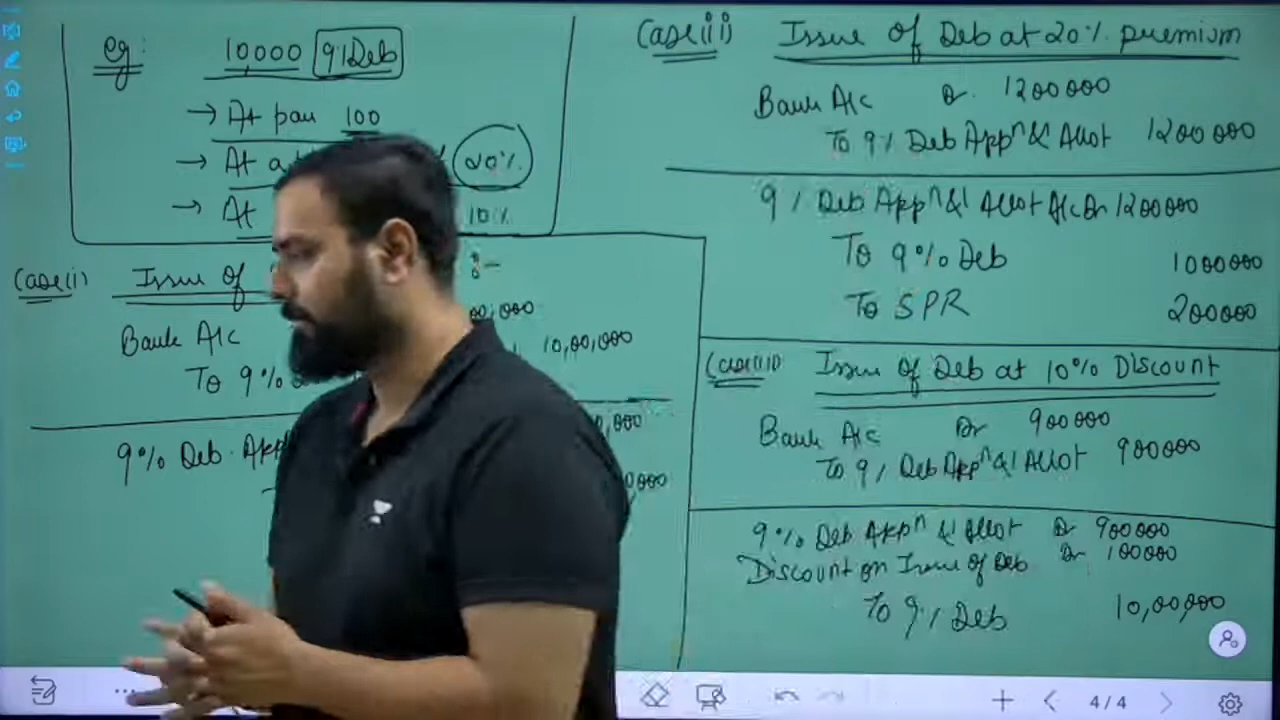 eg:
10000 9% Deb
→ At par 100
→ At a 20%
→ At 10%
Case(i) Issue of :-
00,000
Bank A/c 10,00,000
To 9%
0,000
9% Deb. App
0000
Case(ii) Issue of Deb at 20% premium
Bank A/c Dr. 1200000
To 9% Deb Appⁿ & Allot 1200000
9% Deb Appⁿ & Allot A/c Dr 1200000
To 9% Deb 1000000
To SPR 200000
Case(iii) Issue of Deb at 10% Discount
Bank A/c Dr 900000
To 9% Deb Appⁿ & Allot 900000
9% Deb Appⁿ & Allot Dr 900000
Discount on Issue of Deb Dr 100000
To 9% Deb 10,00,000
4/4